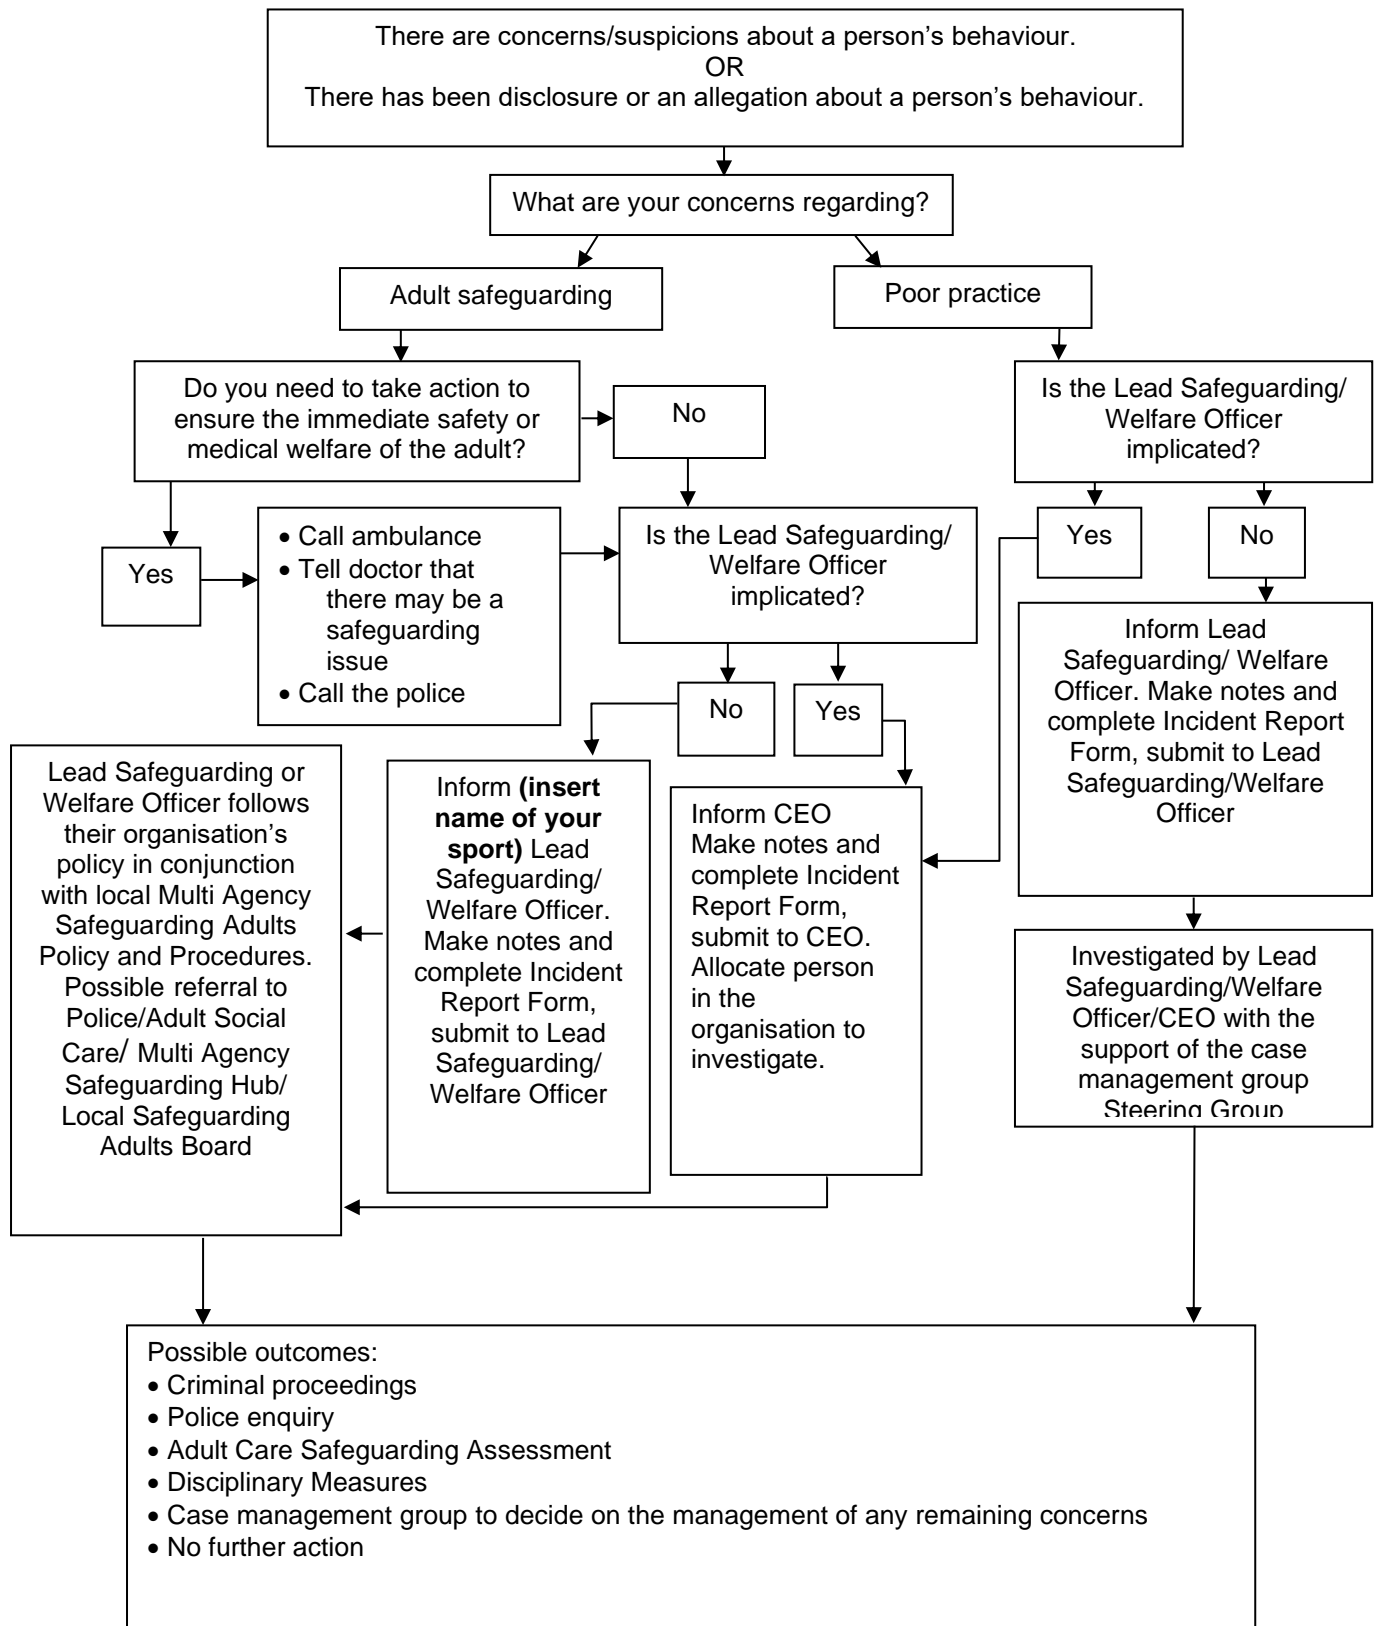 There are concerns/suspicions about a person’s behaviour.
OR
There has been disclosure or an allegation about a person’s behaviour.
What are your concerns regarding?
Adult safeguarding
Poor practice
Do you need to take action to
ensure the immediate safety or
medical welfare of the adult?
No
Is the Lead Safeguarding/
Welfare Officer
implicated?
Yes
• Call ambulance
• Tell doctor that
there may be a
safeguarding
issue
• Call the police
Is the Lead Safeguarding/
Welfare Officer
implicated?
Yes
No
No
Yes
Inform Lead
Safeguarding/ Welfare
Officer. Make notes and
complete Incident Report
Form, submit to Lead
Safeguarding/Welfare
Officer
Lead Safeguarding or
Welfare Officer follows
their organisation’s
policy in conjunction
with local Multi Agency
Safeguarding Adults
Policy and Procedures.
Possible referral to
Police/Adult Social
Care/ Multi Agency
Safeguarding Hub/
Local Safeguarding
Adults Board
Inform (insert
name of your
sport) Lead
Safeguarding/
Welfare Officer.
Make notes and
complete Incident
Report Form,
submit to Lead
Safeguarding/
Welfare Officer
Inform CEO
Make notes and
complete Incident
Report Form,
submit to CEO.
Allocate person
in the
organisation to
investigate.
Investigated by Lead
Safeguarding/Welfare
Officer/CEO with the
support of the case
management group
Steering Group
Possible outcomes:
• Criminal proceedings
• Police enquiry
• Adult Care Safeguarding Assessment
• Disciplinary Measures
• Case management group to decide on the management of any remaining concerns
• No further action